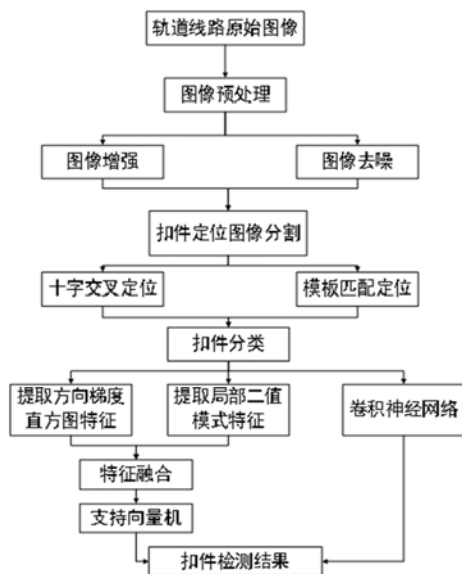 轨道线路原始图像
图像预处理
图像增强
图像去噪
扣件定位图像分割
十字交叉定位
模板匹配定位
扣件分类
提取方向梯度
直方图特征
提取局部二值
模式特征
卷积神经网络
特征融合
支持向量机
扣件检测结果